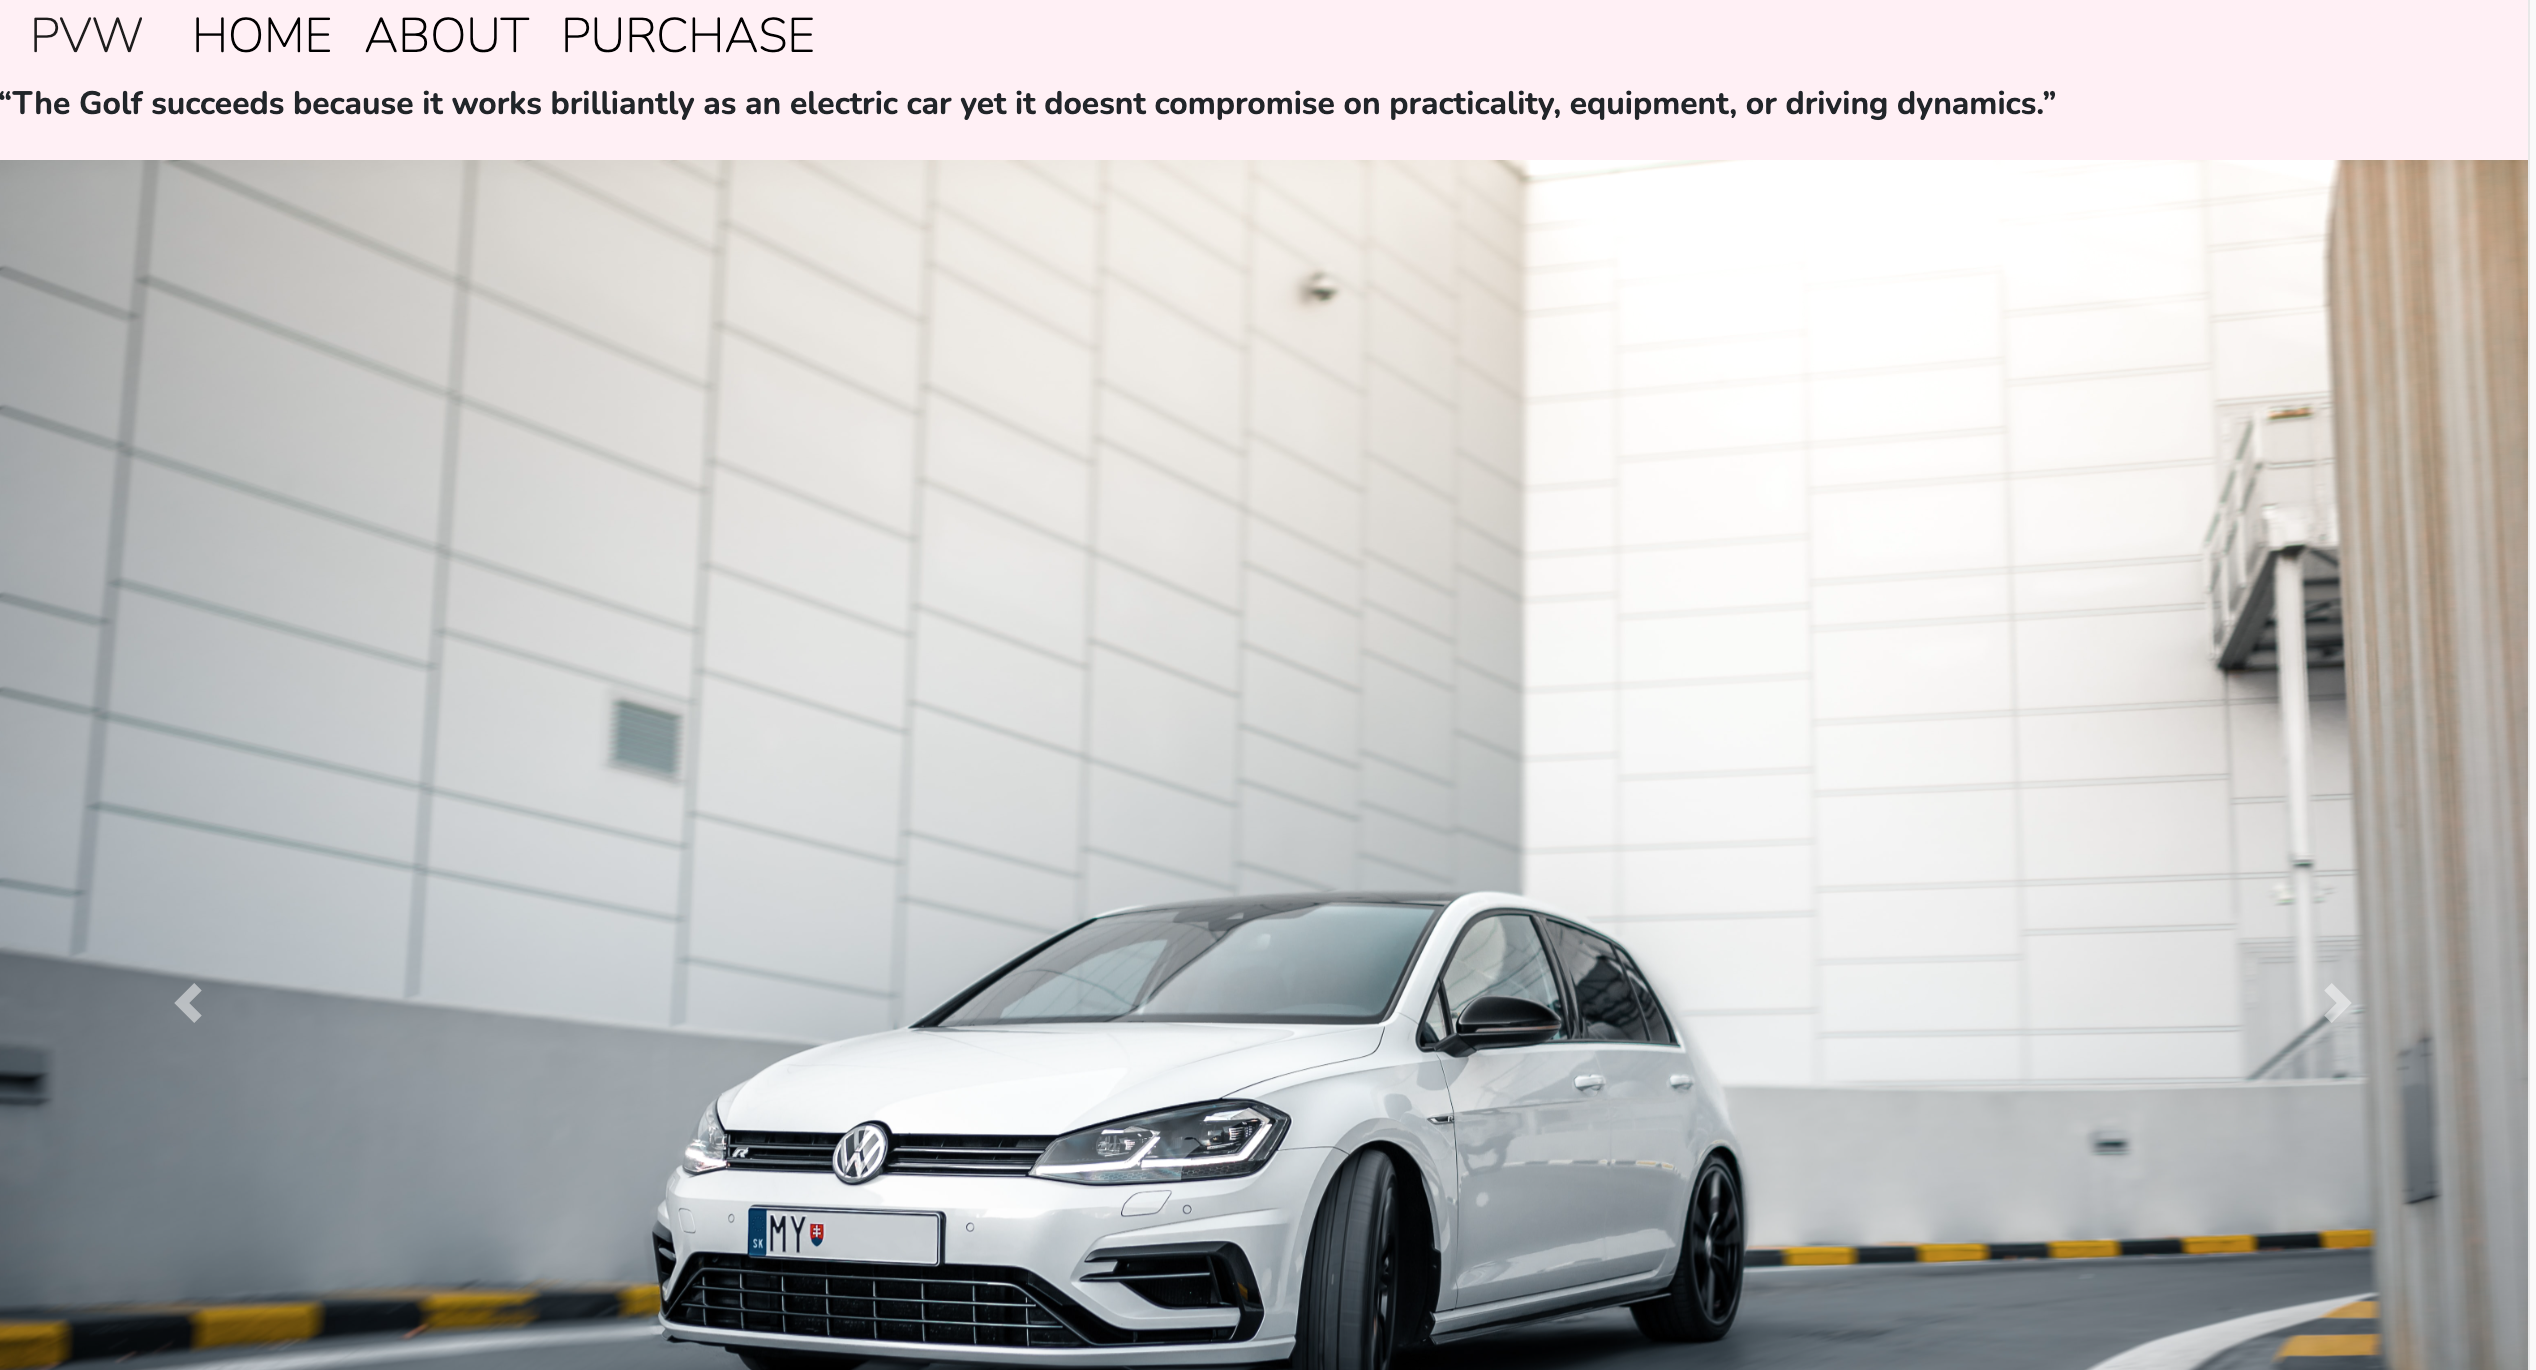 PVW HOME ABOUT PURCHASE
“The Golf succeeds because it works brilliantly as an electric car yet it doesnt compromise on practicality, equipment, or driving dynamics.”
R
VW
SK MY